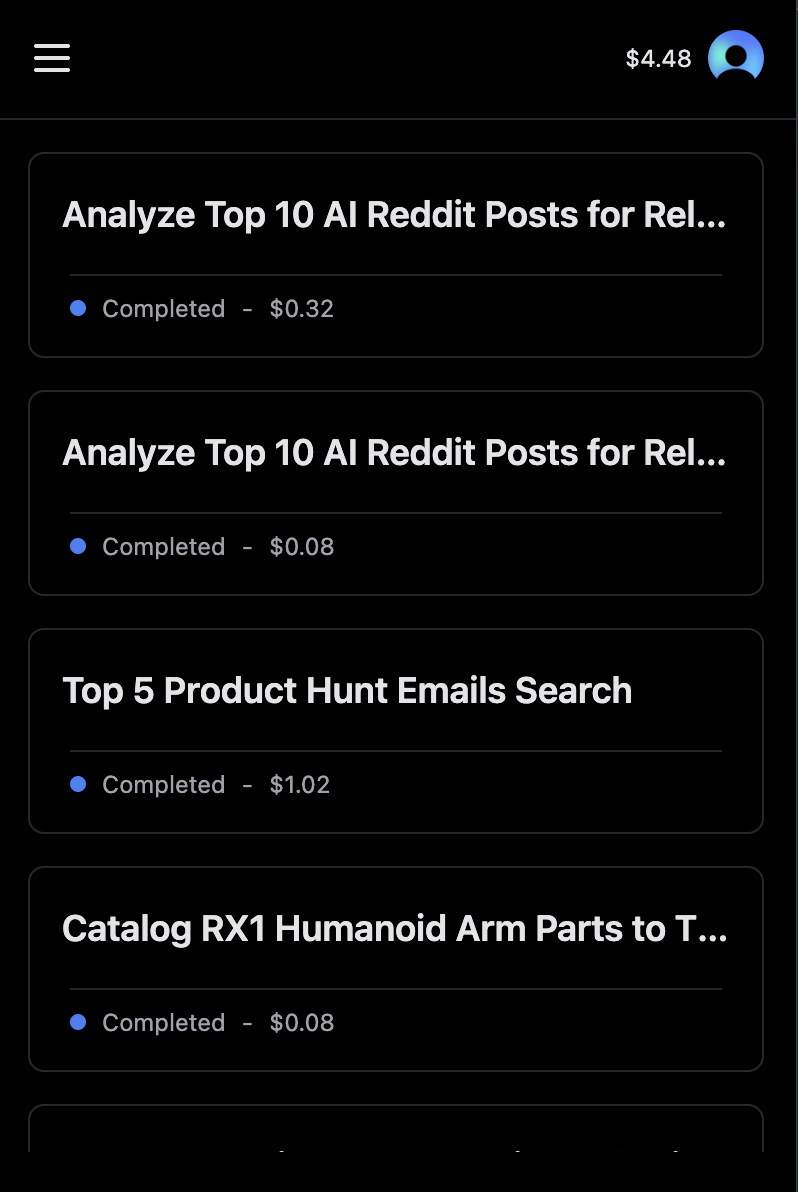 $4.48
Analyze Top 10 AI Reddit Posts for Rel...
Completed - $0.32
Analyze Top 10 AI Reddit Posts for Rel...
Completed - $0.08
Top 5 Product Hunt Emails Search
Completed - $1.02
Catalog RX1 Humanoid Arm Parts to T...
Completed - $0.08